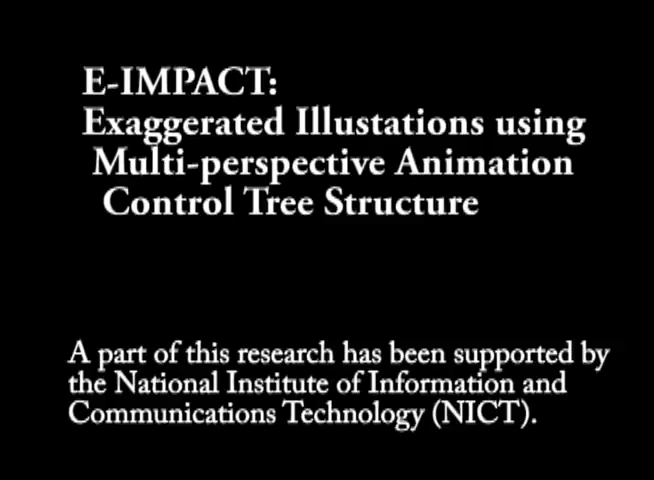 E-IMPACT:
Exaggerated Illustations using
Multi-perspective Animation
Control Tree Structure
A part of this research has been supported by
the National Institute of Information and
Communications Technology (NICT).